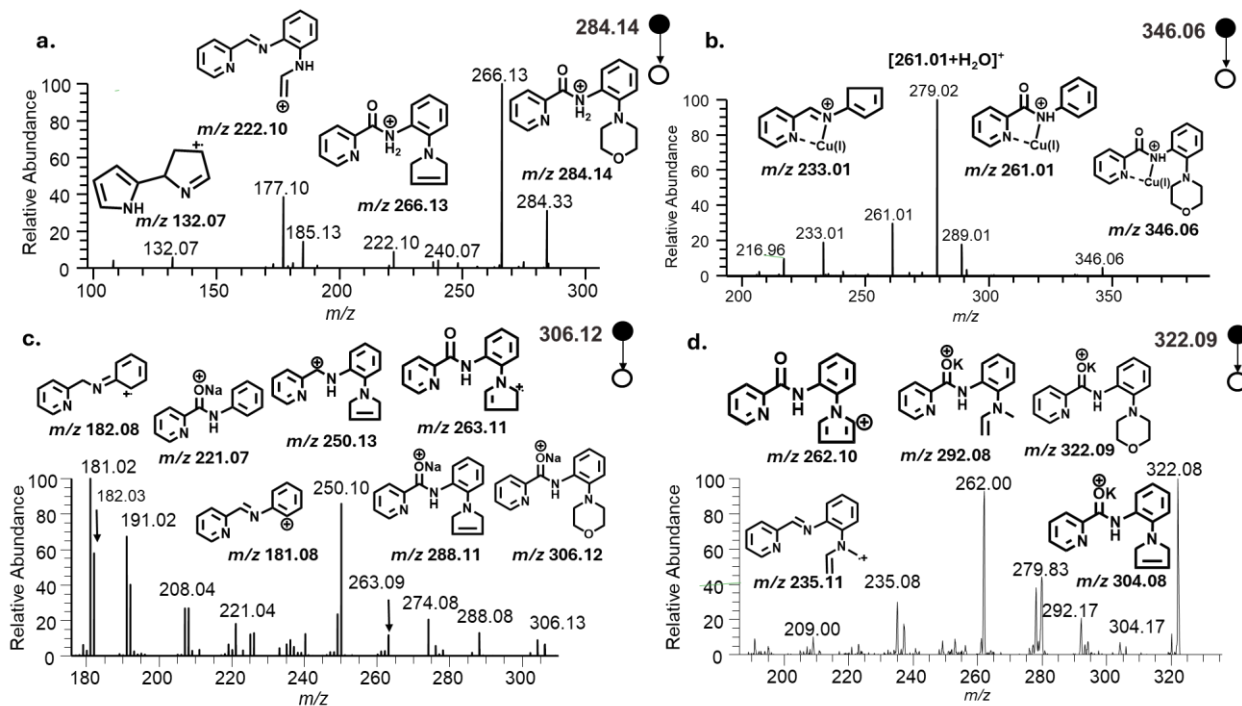 a.
284.14
m/z 222.10
m/z 132.07
m/z 266.13
m/z 284.14
Relative Abundance
100
80
60
40
20
0
266.13
177.10
185.13
132.07
222.10
240.07
284.33
100
150
200
250
300
m/z
b.
346.06
[261.01+H₂O]⁺
279.02
m/z 233.01
m/z 261.01
m/z 346.06
Cu(I)
Cu(I)
Cu(I)
Relative Abundance
100
80
60
40
20
0
216.96
233.01
261.01
289.01
346.06
200
250
300
350
m/z
c.
306.12
m/z 182.08
m/z 221.07
m/z 250.13
m/z 263.11
m/z 181.08
m/z 288.11
m/z 306.12
Relative Abundance
100
80
60
40
20
0
181.02
182.03
191.02
208.04
221.04
250.10
263.09
274.08
288.08
306.13
180
200
220
240
260
280
300
m/z
d.
322.09
m/z 262.10
m/z 292.08
m/z 322.09
m/z 235.11
m/z 304.08
Relative Abundance
100
80
60
40
20
0
209.00
235.08
262.00
279.83
292.17
304.17
322.08
200
220
240
260
280
300
320
m/z